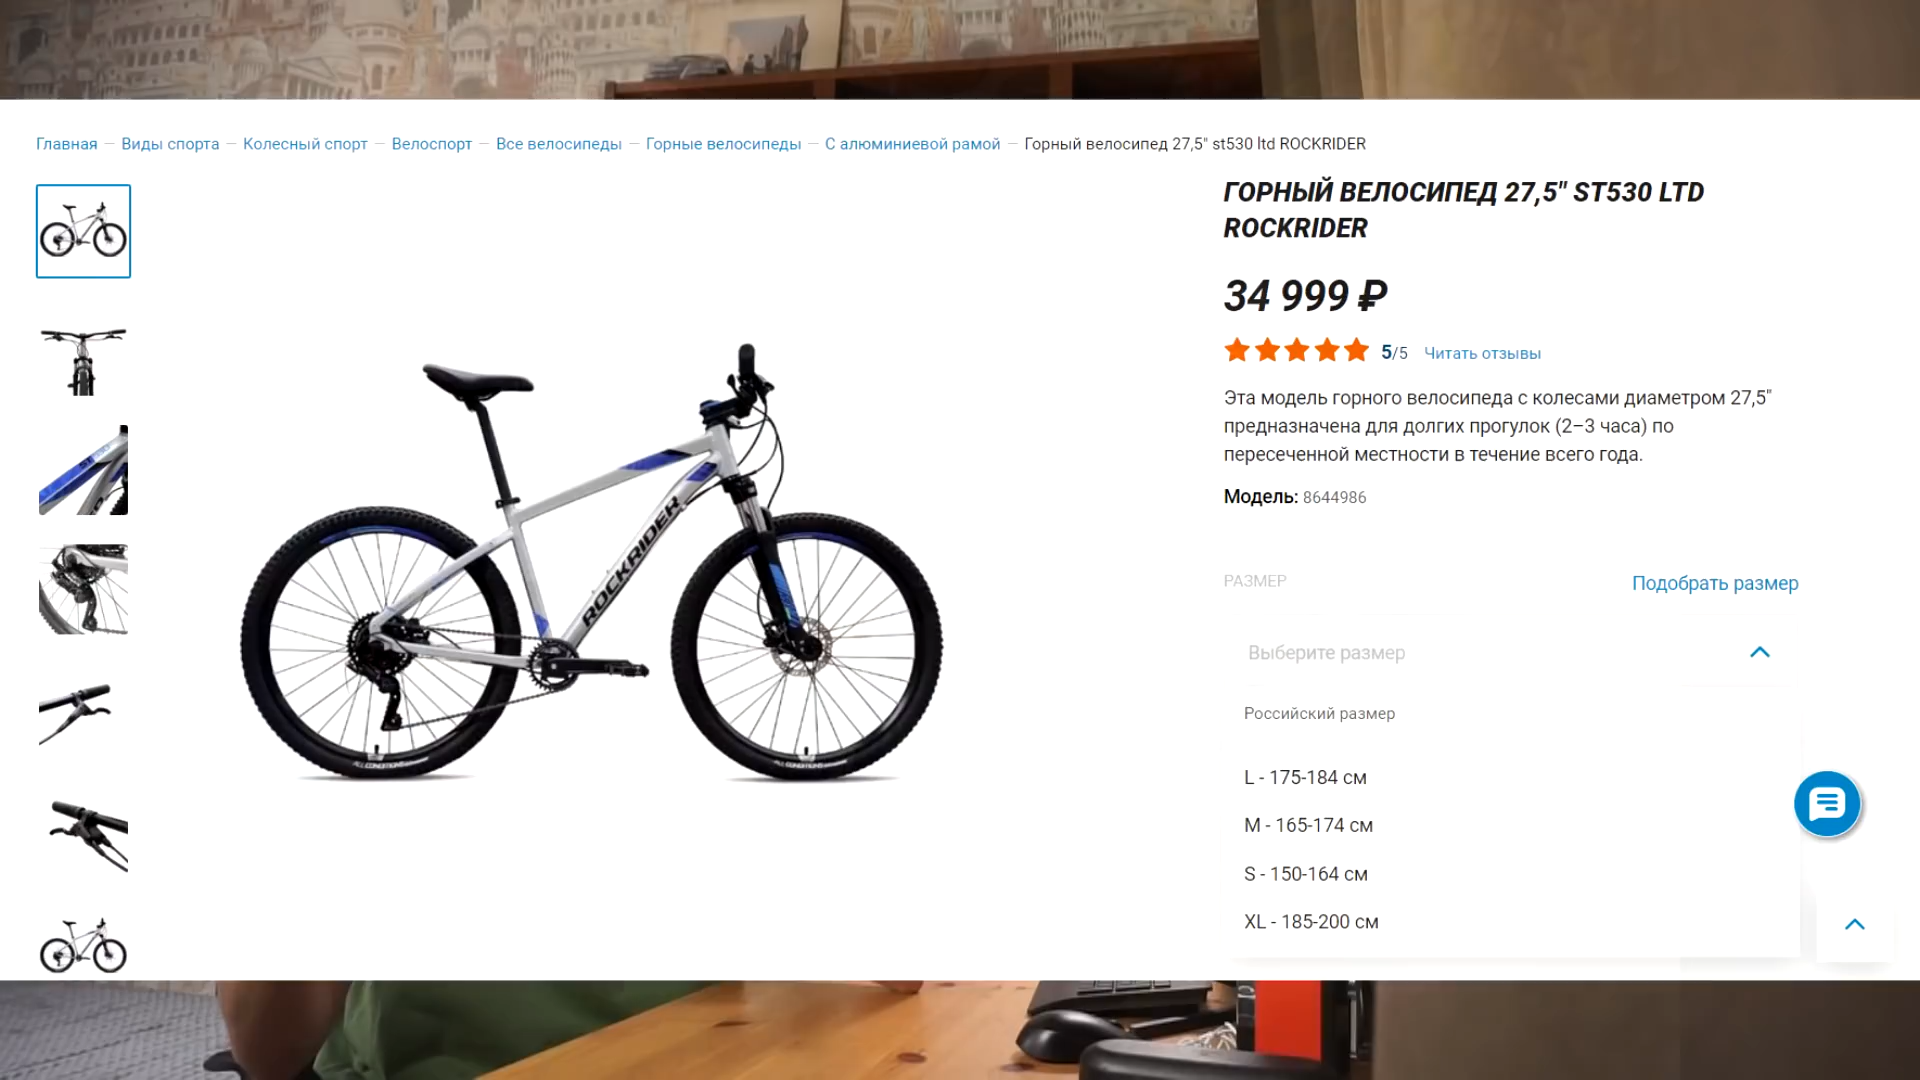 Главная — Виды спорта — Колесный спорт — Велоспорт — Все велосипеды — Горные велосипеды — С алюминиевой рамой — Горный велосипед 27,5" st530 ltd ROCKRIDER
ГОРНЫЙ ВЕЛОСИПЕД 27,5" ST530 LTD
ROCKRIDER
34 999 ₽
5/5 Читать отзывы
Эта модель горного велосипеда с колесами диаметром 27,5"
предназначена для долгих прогулок (2–3 часа) по
пересеченной местности в течение всего года.
Модель: 8644986
РАЗМЕР
Подобрать размер
Выберите размер
Российский размер
L - 175-184 см
M - 165-174 см
S - 150-164 см
XL - 185-200 см
ROCKRIDER
ALL CONDITIONS
ALL CONDITIONS